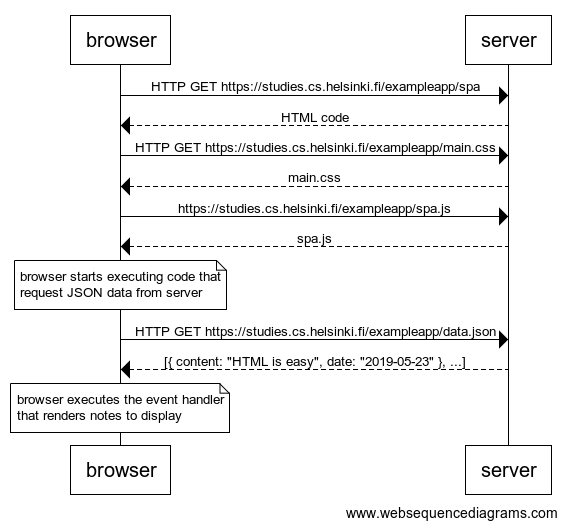 browser
server
HTTP GET https://studies.cs.helsinki.fi/exampleapp/spa
HTML code
HTTP GET https://studies.cs.helsinki.fi/exampleapp/main.css
main.css
https://studies.cs.helsinki.fi/exampleapp/spa.js
spa.js
browser starts executing code that
request JSON data from server
HTTP GET https://studies.cs.helsinki.fi/exampleapp/data.json
[{ content: "HTML is easy", date: "2019-05-23" }, ...]
browser executes the event handler
that renders notes to display
browser
server
www.websequencediagrams.com